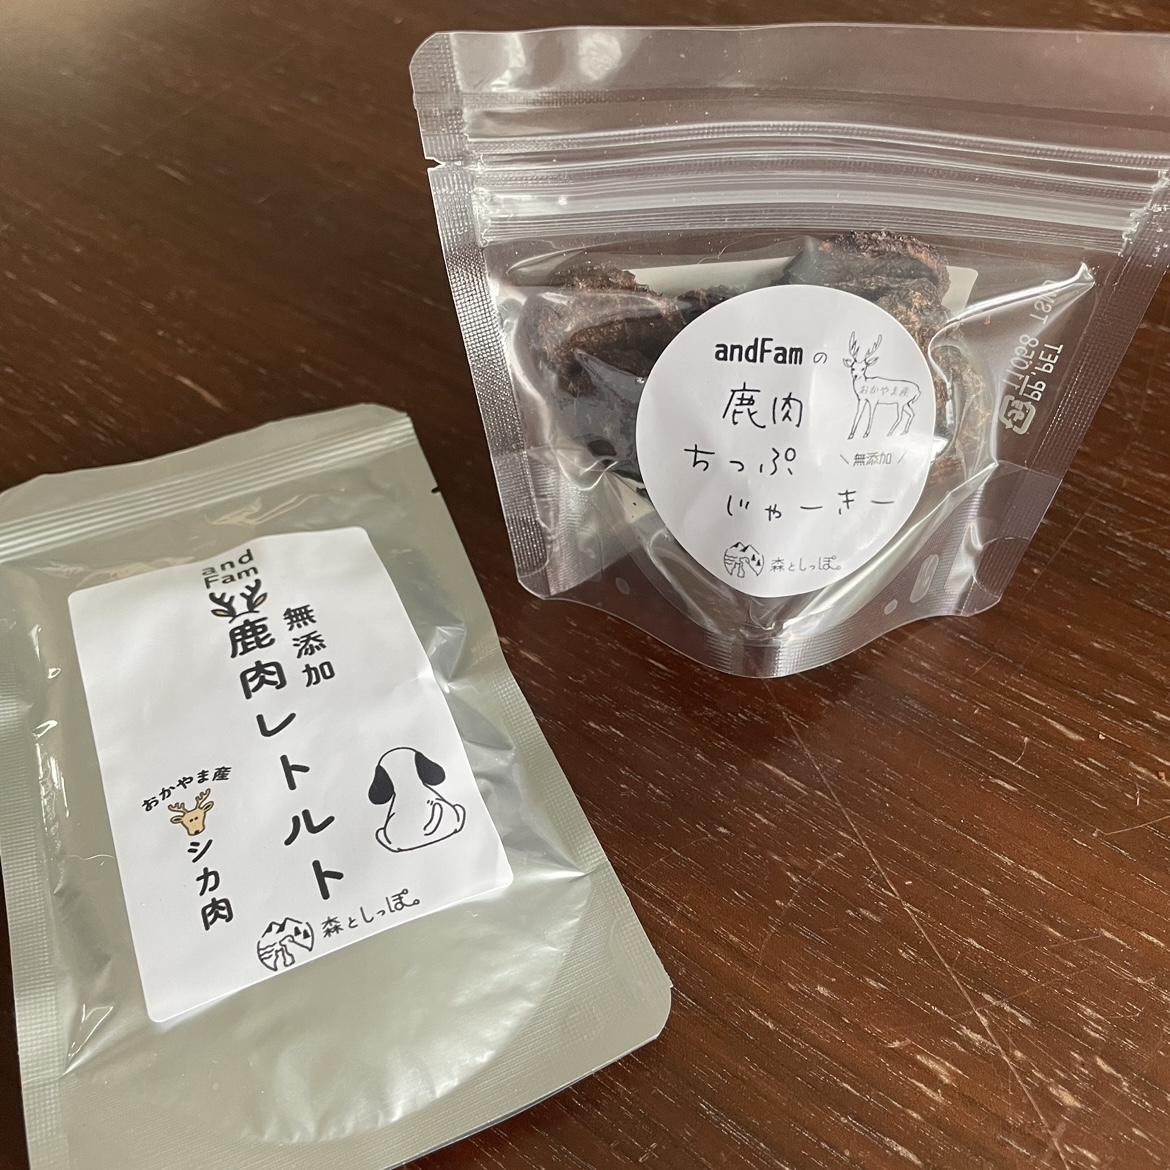 and
Fam
無添加
鹿肉レトルト
おかやま産
シカ肉
森としっぽ。
andFamの
鹿肉
ちっぷ
じゃーきー
おかやま産
\無添加/
森としっぽ。
PP.PET